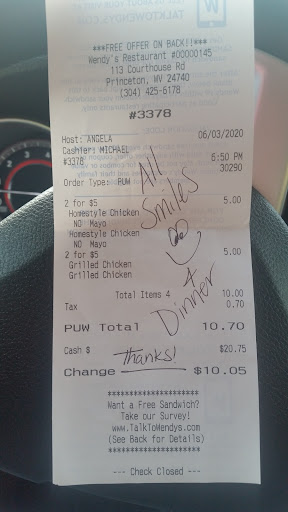 ***FREE OFFER ON BACK!!***
Wendy's Restaurant #00000145
113 Courthouse Rd
Princeton, WV 24740
(304) 425-6178
#3378
Host: ANGELA 06/03/2020
Cashier: MICHAEL
#3378 6:50 PM
30290
Order Type: PUW
2 for $5 5.00
Homestyle Chicken
NO Mayo
Homestyle Chicken
NO Mayo
2 for $5 5.00
Grilled Chicken
Grilled Chicken
All
Smiles
4
Dinner
Total Items 4 10.00
Tax 0.70
PUW Total 10.70
Cash $ $20.75
Thanks!
Change $10.05
**********************
Want a Free Sandwich?
Take our Survey!
www.TalkToWendys.com
(See Back for Details)
**********************
--- Check Closed ---